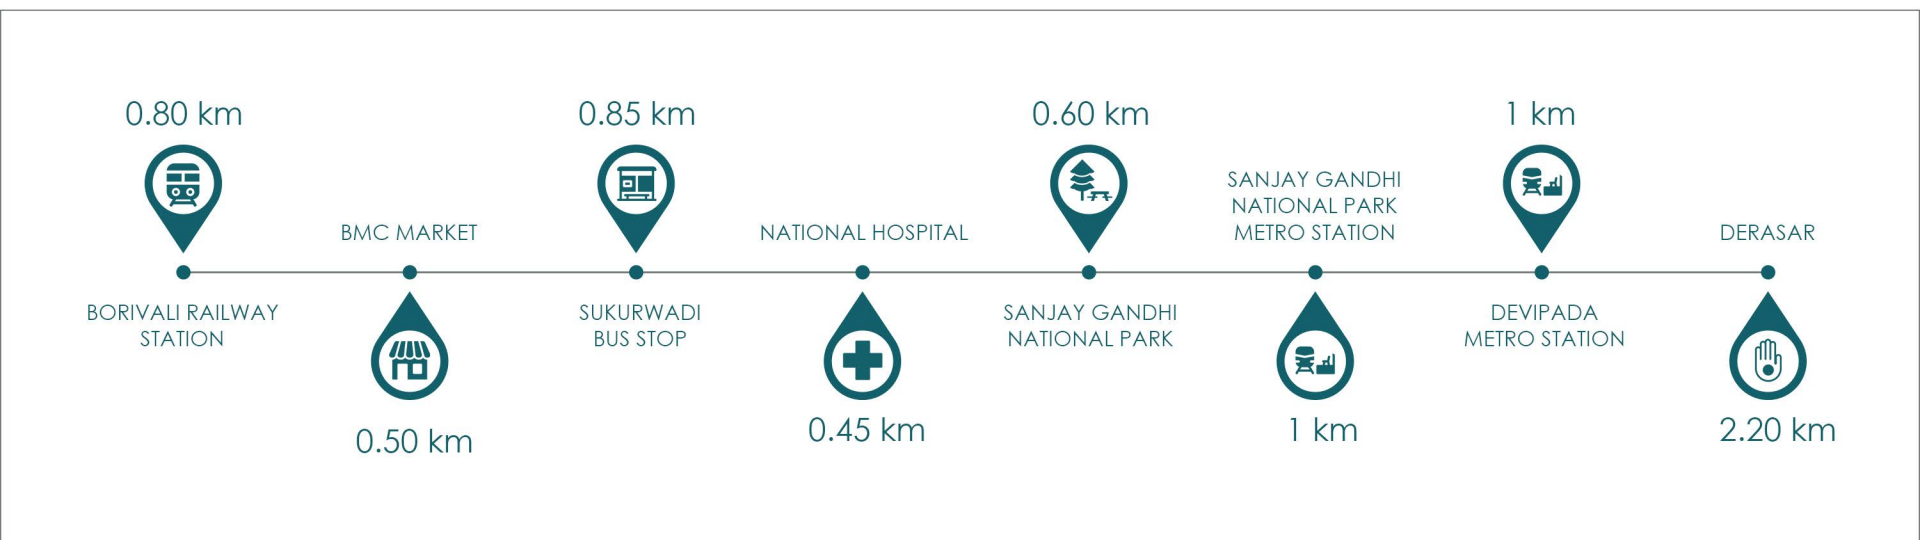 0.80 km
BORIVALI RAILWAY
STATION
BMC MARKET
0.50 km
0.85 km
SUKURWADI
BUS STOP
NATIONAL HOSPITAL
0.45 km
0.60 km
SANJAY GANDHI
NATIONAL PARK
SANJAY GANDHI
NATIONAL PARK
METRO STATION
1 km
1 km
DEVIPADA
METRO STATION
DERASAR
2.20 km